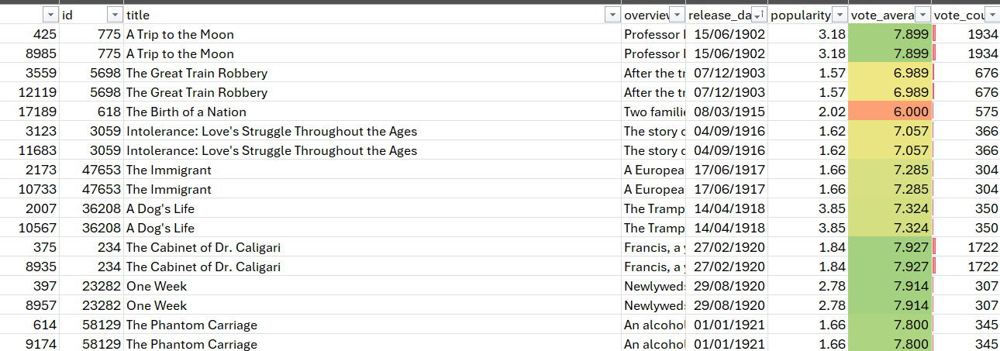 id title overview release_da popularity vote_avera vote_cou
425 775 A Trip to the Moon Professor 15/06/1902 3.18 7.899 1934
8985 775 A Trip to the Moon Professor 15/06/1902 3.18 7.899 1934
3559 5698 The Great Train Robbery After the tr 07/12/1903 1.57 6.989 676
12119 5698 The Great Train Robbery After the tr 07/12/1903 1.57 6.989 676
17189 618 The Birth of a Nation Two familie 08/03/1915 2.02 6.000 575
3123 3059 Intolerance: Love's Struggle Throughout the Ages The story o 04/09/1916 1.62 7.057 366
11683 3059 Intolerance: Love's Struggle Throughout the Ages The story o 04/09/1916 1.62 7.057 366
2173 47653 The Immigrant A Europea 17/06/1917 1.66 7.285 304
10733 47653 The Immigrant A Europea 17/06/1917 1.66 7.285 304
2007 36208 A Dog's Life The Tramp 14/04/1918 3.85 7.324 350
10567 36208 A Dog's Life The Tramp 14/04/1918 3.85 7.324 350
375 234 The Cabinet of Dr. Caligari Francis, a y 27/02/1920 1.84 7.927 1722
8935 234 The Cabinet of Dr. Caligari Francis, a y 27/02/1920 1.84 7.927 1722
397 23282 One Week Newlyweds 29/08/1920 2.78 7.914 307
8957 23282 One Week Newlyweds 29/08/1920 2.78 7.914 307
614 58129 The Phantom Carriage An alcohol 01/01/1921 1.66 7.800 345
9174 58129 The Phantom Carriage An alcohol 01/01/1921 1.66 7.800 345